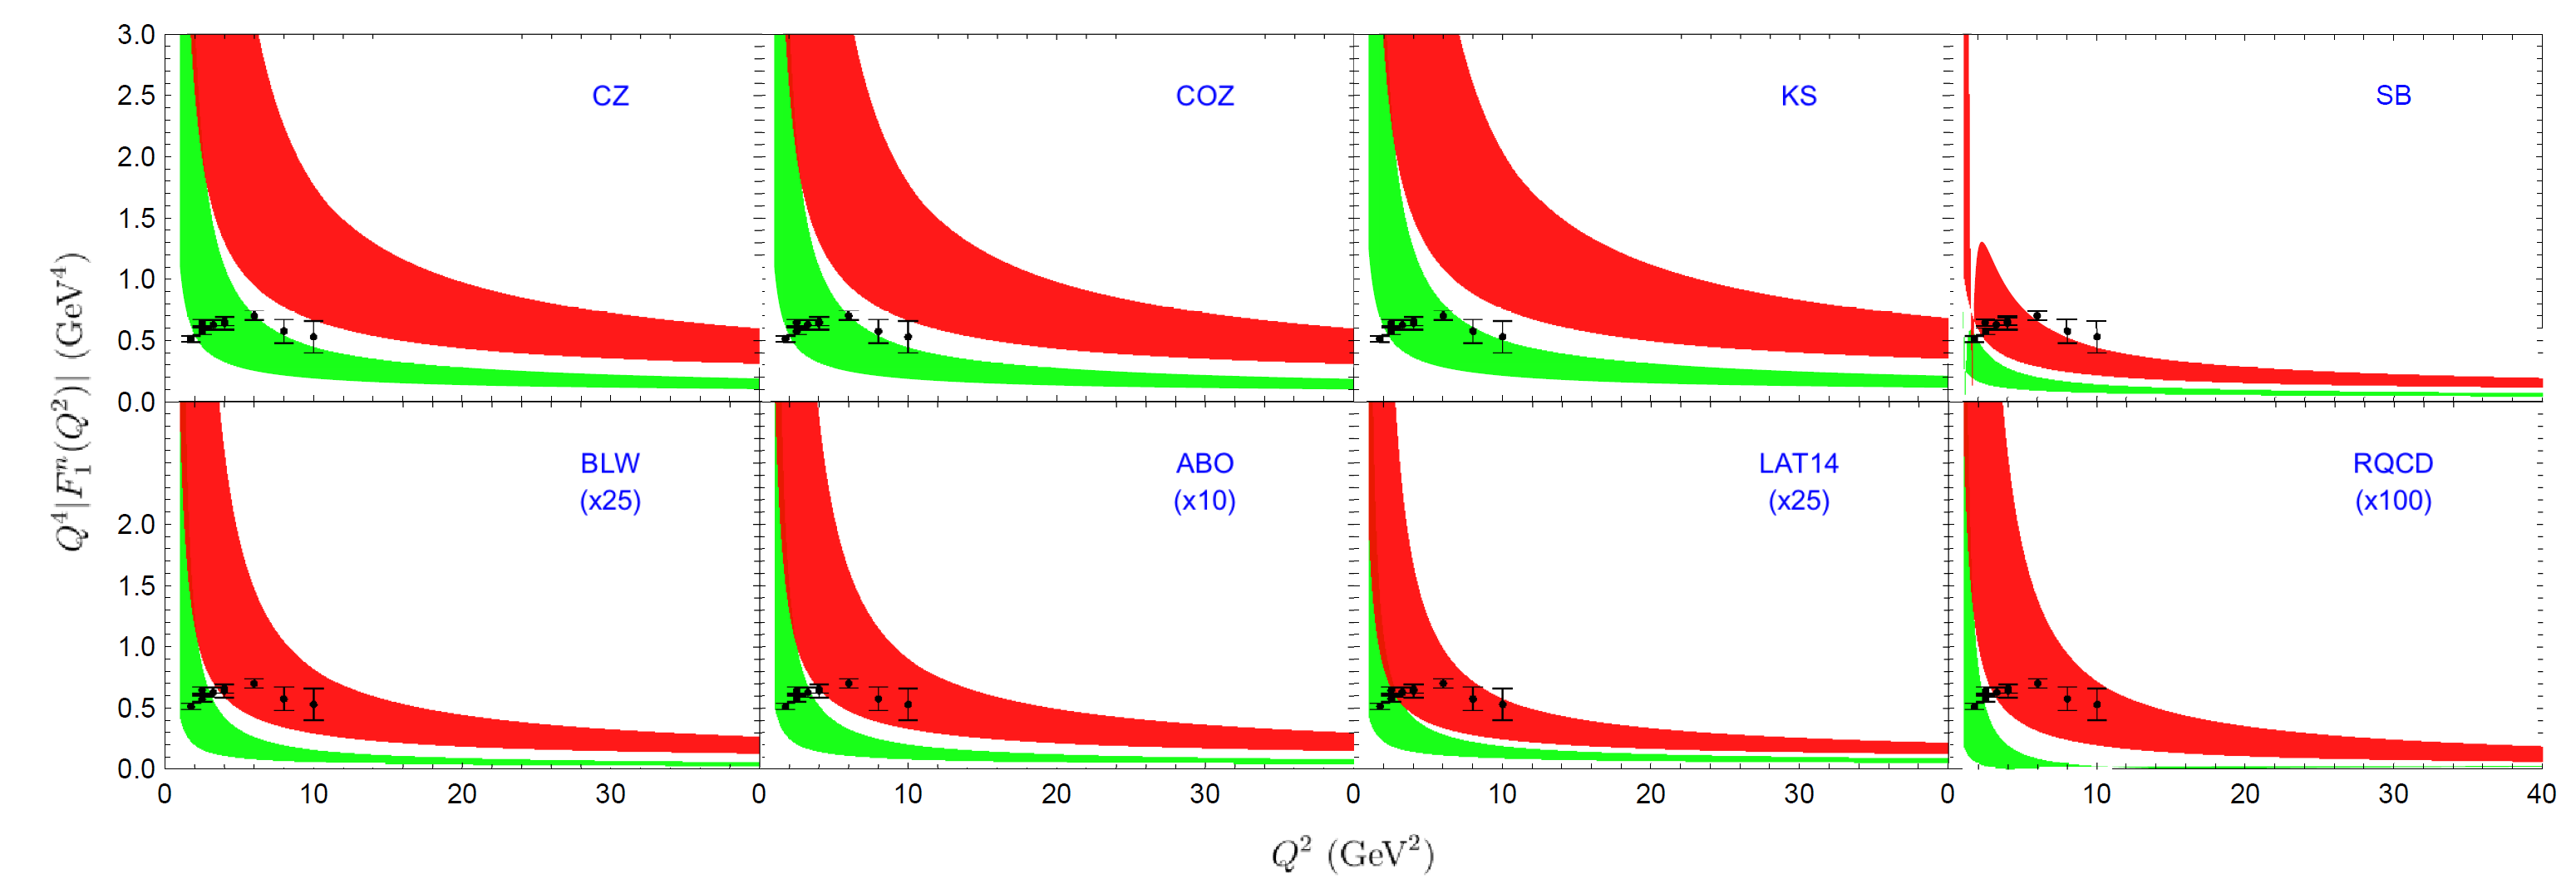 3.0
2.5
2.0
1.5
1.0
0.5
0.0
CZ
COZ
KS
SB
Q⁴|F₁ⁿ(Q²)| (GeV⁴)
2.0
1.5
1.0
0.5
0.0
BLW
(x25)
ABO
(x10)
LAT14
(x25)
RQCD
(x100)
0 10 20 30 0 10 20 30 0 10 20 30 0 10 20 30 40
Q² (GeV²)